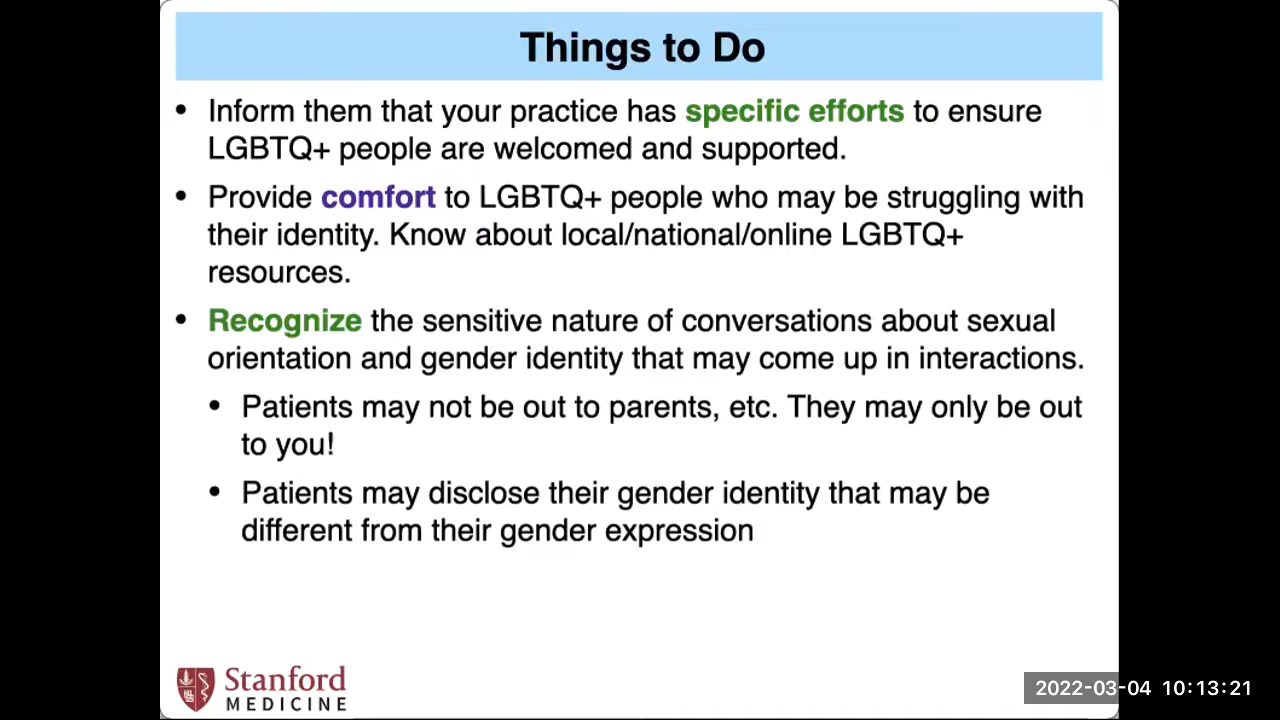 Things to Do
• Inform them that your practice has specific efforts to ensure
LGBTQ+ people are welcomed and supported.
• Provide comfort to LGBTQ+ people who may be struggling with
their identity. Know about local/national/online LGBTQ+
resources.
• Recognize the sensitive nature of conversations about sexual
orientation and gender identity that may come up in interactions.
• Patients may not be out to parents, etc. They may only be out
to you!
• Patients may disclose their gender identity that may be
different from their gender expression
Stanford
MEDICINE
2022-03-04 10:13:21